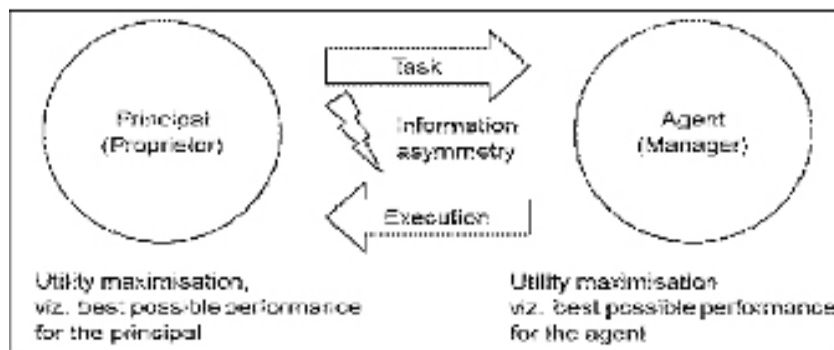 Task
Principal
(Proprietor)
Information
asymmetry
Agent
(Manager)
Execution
Utility maximisation,
viz. best possible performance
for the principal
Utility maximisation
viz. best possible performance
for the agent